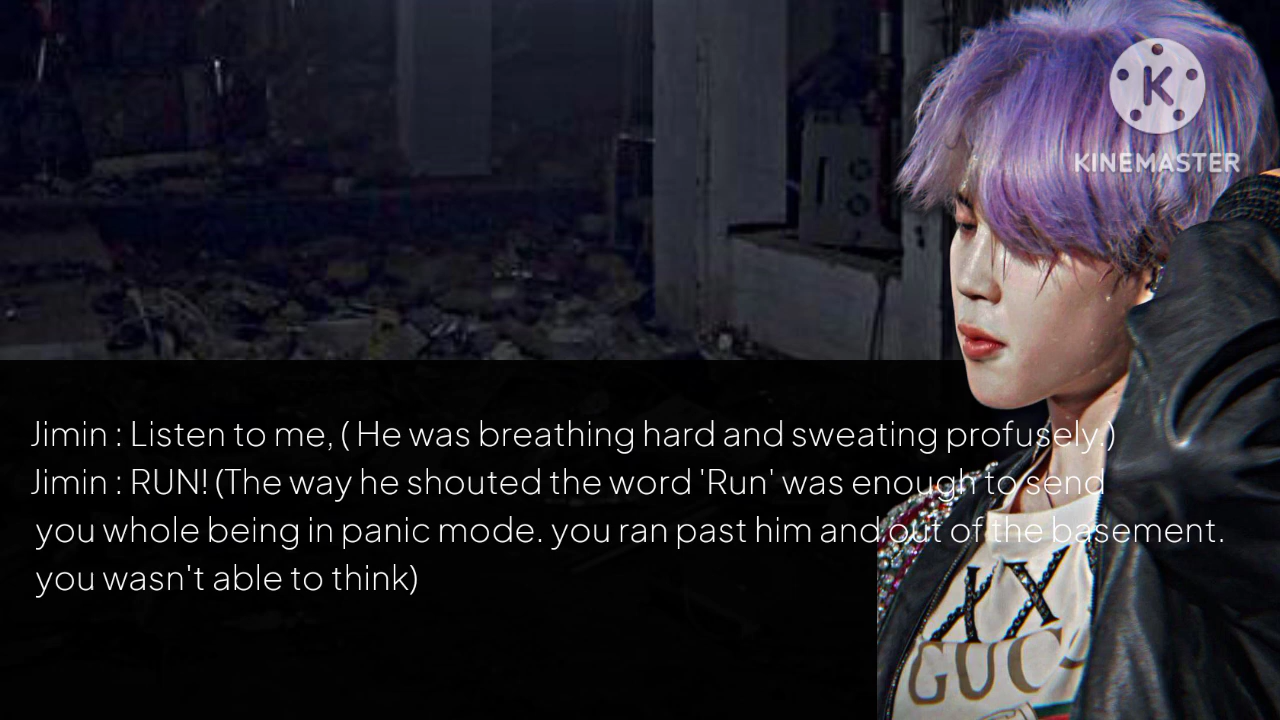 K
KINEMASTER
Jimin : Listen to me, ( He was breathing hard and sweating profusely.)
Jimin : RUN! (The way he shouted the word 'Run' was enough to send
you whole being in panic mode. you ran past him and out of the basement.
you wasn't able to think)
XX
GUC